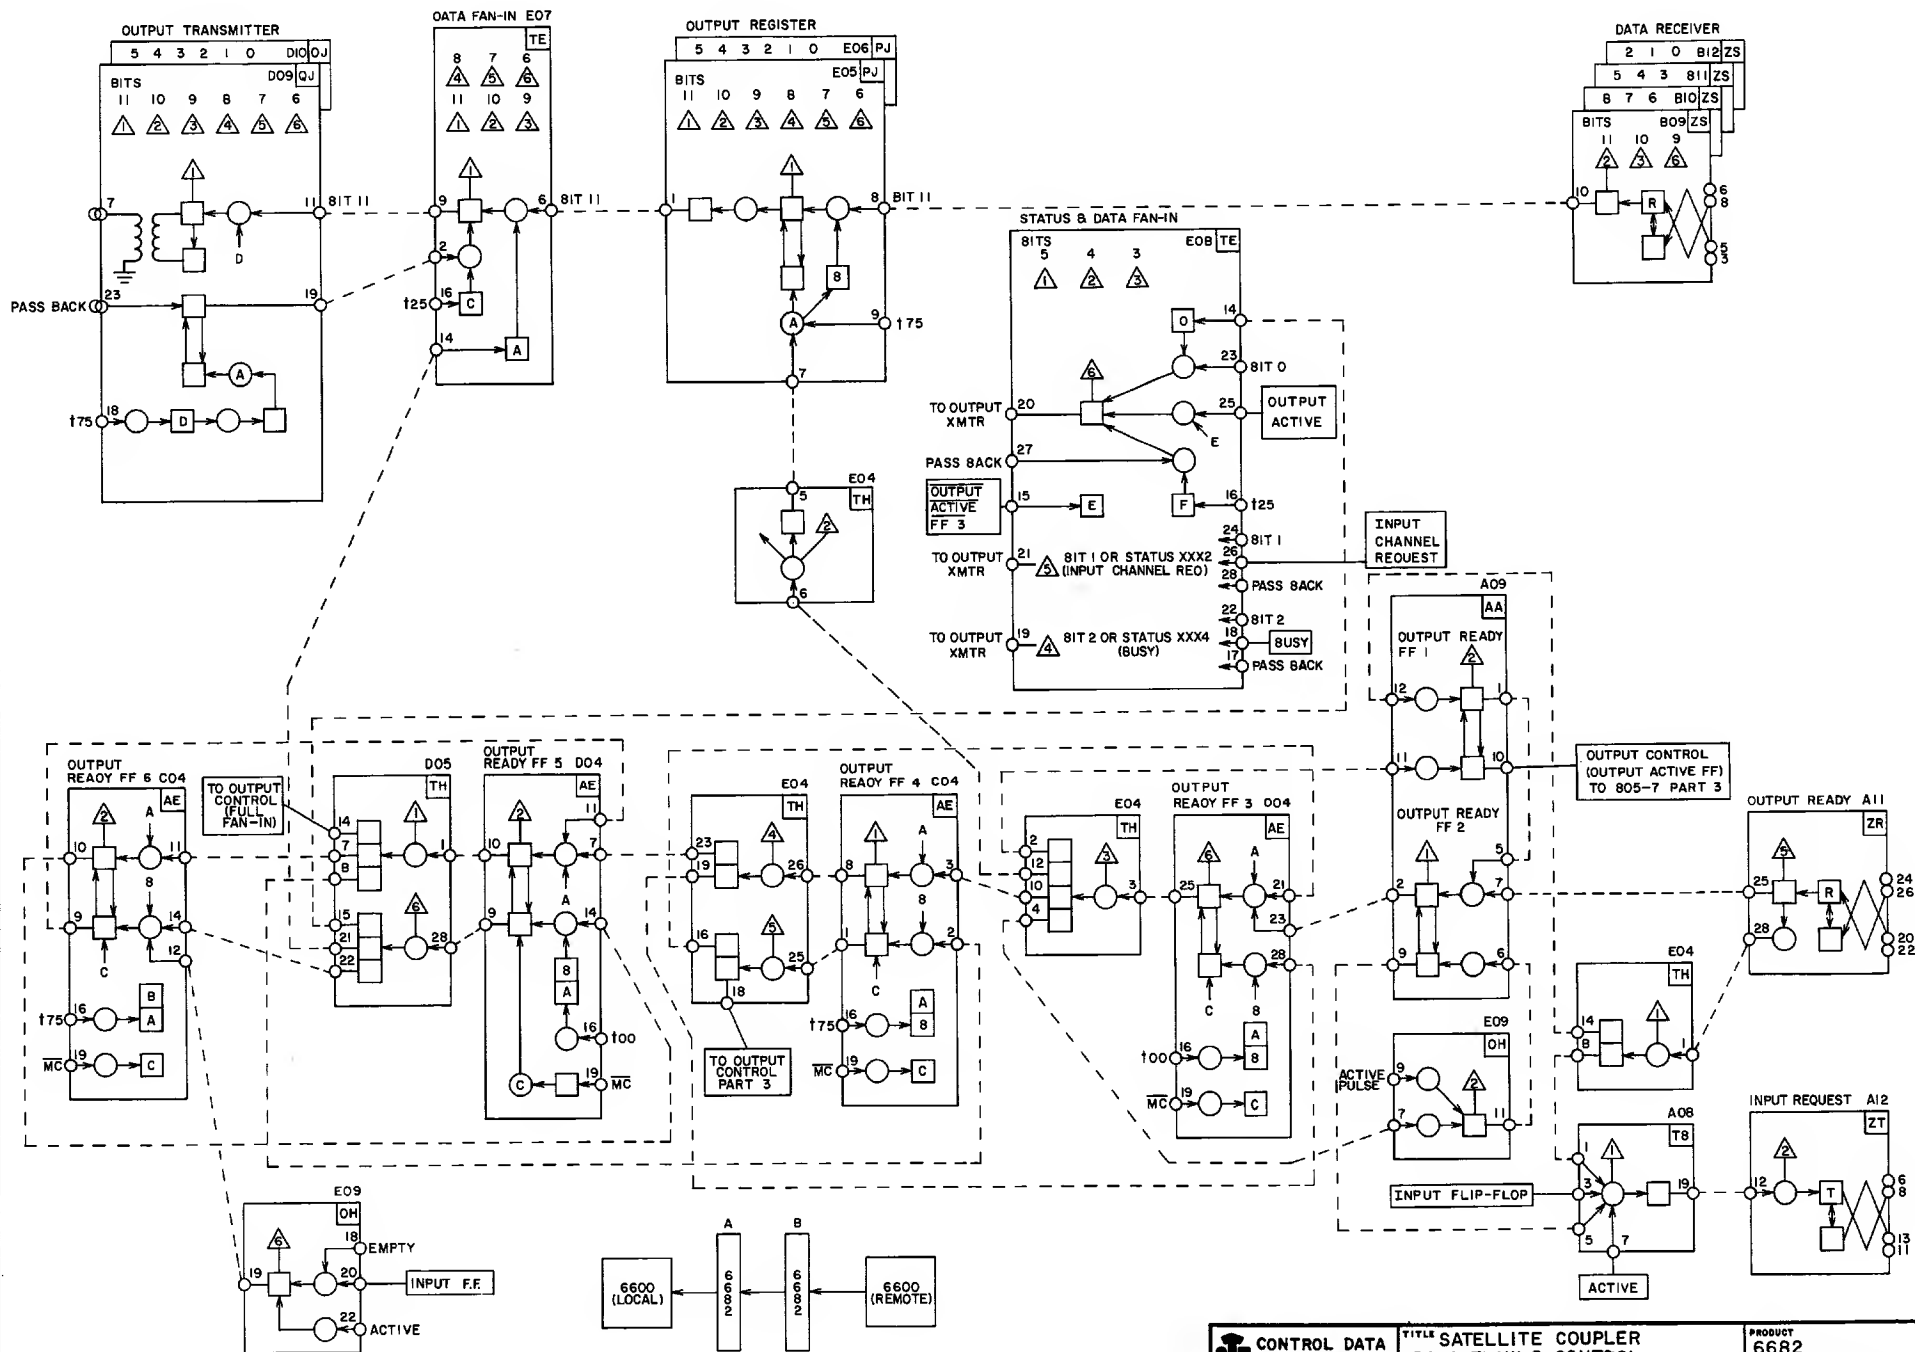 OUTPUT TRANSMITTER
5 4 3 2 1 0 D10 OJ
D09 QJ
BITS
11 10 9 8 7 6
1 2 3 4 5 6
1
7
11 BIT 11
D
PASS BACK 23
19
A
t75 18
D
OATA FAN-IN E07
TE
8 7 6
4 5 6
11 10 9
1 2 3
1
9
6 BIT 11
2
16
t25
C
14
A
OUTPUT REGISTER
5 4 3 2 1 0 E06 PJ
E05 PJ
BITS
11 10 9 8 7 6
1 2 3 4 5 6
1
1
8 BIT 11
B
A
9 t75
7
E04
TH
5
2
6
STATUS & DATA FAN-IN
BITS
E08 TE
5 4 3
1 2 3
14
O
23 BIT 0
6
TO OUTPUT XMTR
20
25
OUTPUT
ACTIVE
E
27
PASS BACK
OUTPUT
ACTIVE
FF 3
15
E
F
16 t25
24 BIT 1
26
INPUT
CHANNEL
REQUEST
TO OUTPUT XMTR
21
5
BIT 1 OR STATUS XXX2
(INPUT CHANNEL REO)
28 PASS BACK
22 BIT 2
TO OUTPUT XMTR
19
4
BIT 2 OR STATUS XXX4
(BUSY)
18
BUSY
17 PASS BACK
DATA RECEIVER
2 1 0 B12 ZS
5 4 3 B11 ZS
8 7 6 B10 ZS
BITS B09 ZS
11 10 9
2 3 6
10
R
6
8
5
3
A09
AA
OUTPUT READY
FF 1
2
12
1
11
10
OUTPUT CONTROL
(OUTPUT ACTIVE FF)
TO 805-7 PART 3
OUTPUT READY
FF 2
1
5
2
7
9
6
OUTPUT READY A11
ZR
5
25
R
28
24
26
20
22
E04
TH
14
8
1
1
E09
OH
ACTIVE
PULSE
9
7
2
11
A08
T8
1
3
5
1
19
7
INPUT FLIP-FLOP
ACTIVE
INPUT REQUEST A12
ZT
2
12
T
6
8
13
11
OUTPUT
READY FF 6 C04
AE
2
A
10
11
B
9
14
12
C
16
t75
B
A
19
MC
C
TO OUTPUT
CONTROL
(FULL
FAN-IN)
D05
TH
14
7
8
1
1
15
21
22
6
28
OUTPUT
READY FF 5 D04
AE
11
2
10
7
A
A
9
14
B
A
16
t00
C
19 MC
E04
TH
23
19
4
26
16
5
25
18
TO OUTPUT
CONTROL
PART 3
OUTPUT
READY FF 4 C04
AE
1
A
8
3
B
1
2
C
16
t75
A
B
19
MC
C
E04
TH
2
12
10
4
3
3
OUTPUT
READY FF 3 D04
AE
6
A
25
21
23
28
C
B
16
t00
A
B
19
MC
C
E09
OH
6
18 EMPTY
19
20
INPUT F.F.
22 ACTIVE
6600
(LOCAL)
A
6682
B
6682
6600
(REMOTE)
CONTROL DATA
TITLE SATELLITE COUPLER
PRODUCT
6682